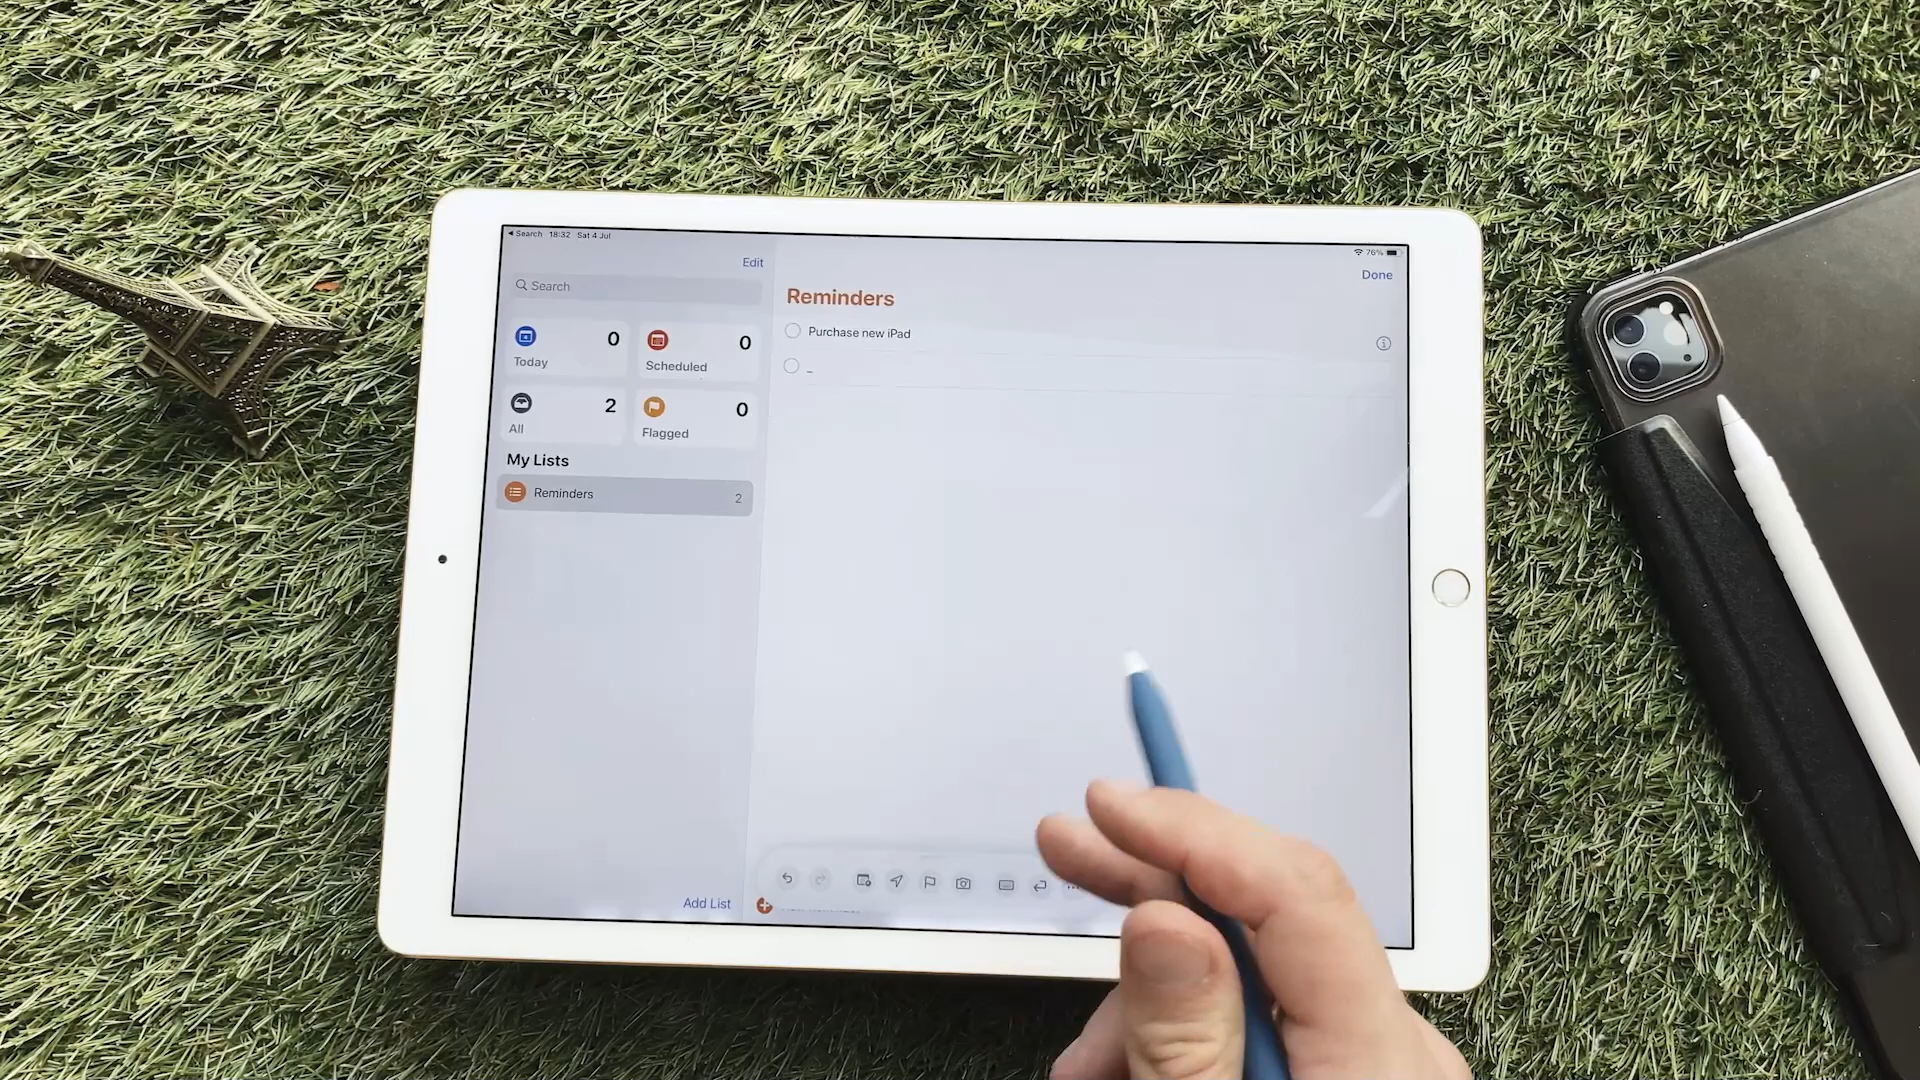 Search 18:32 Sat 4 Jul
76%
Edit
Done
Search
Reminders
0
0
Today
Scheduled
Purchase new iPad
_
2
0
All
Flagged
My Lists
Reminders 2
Add List